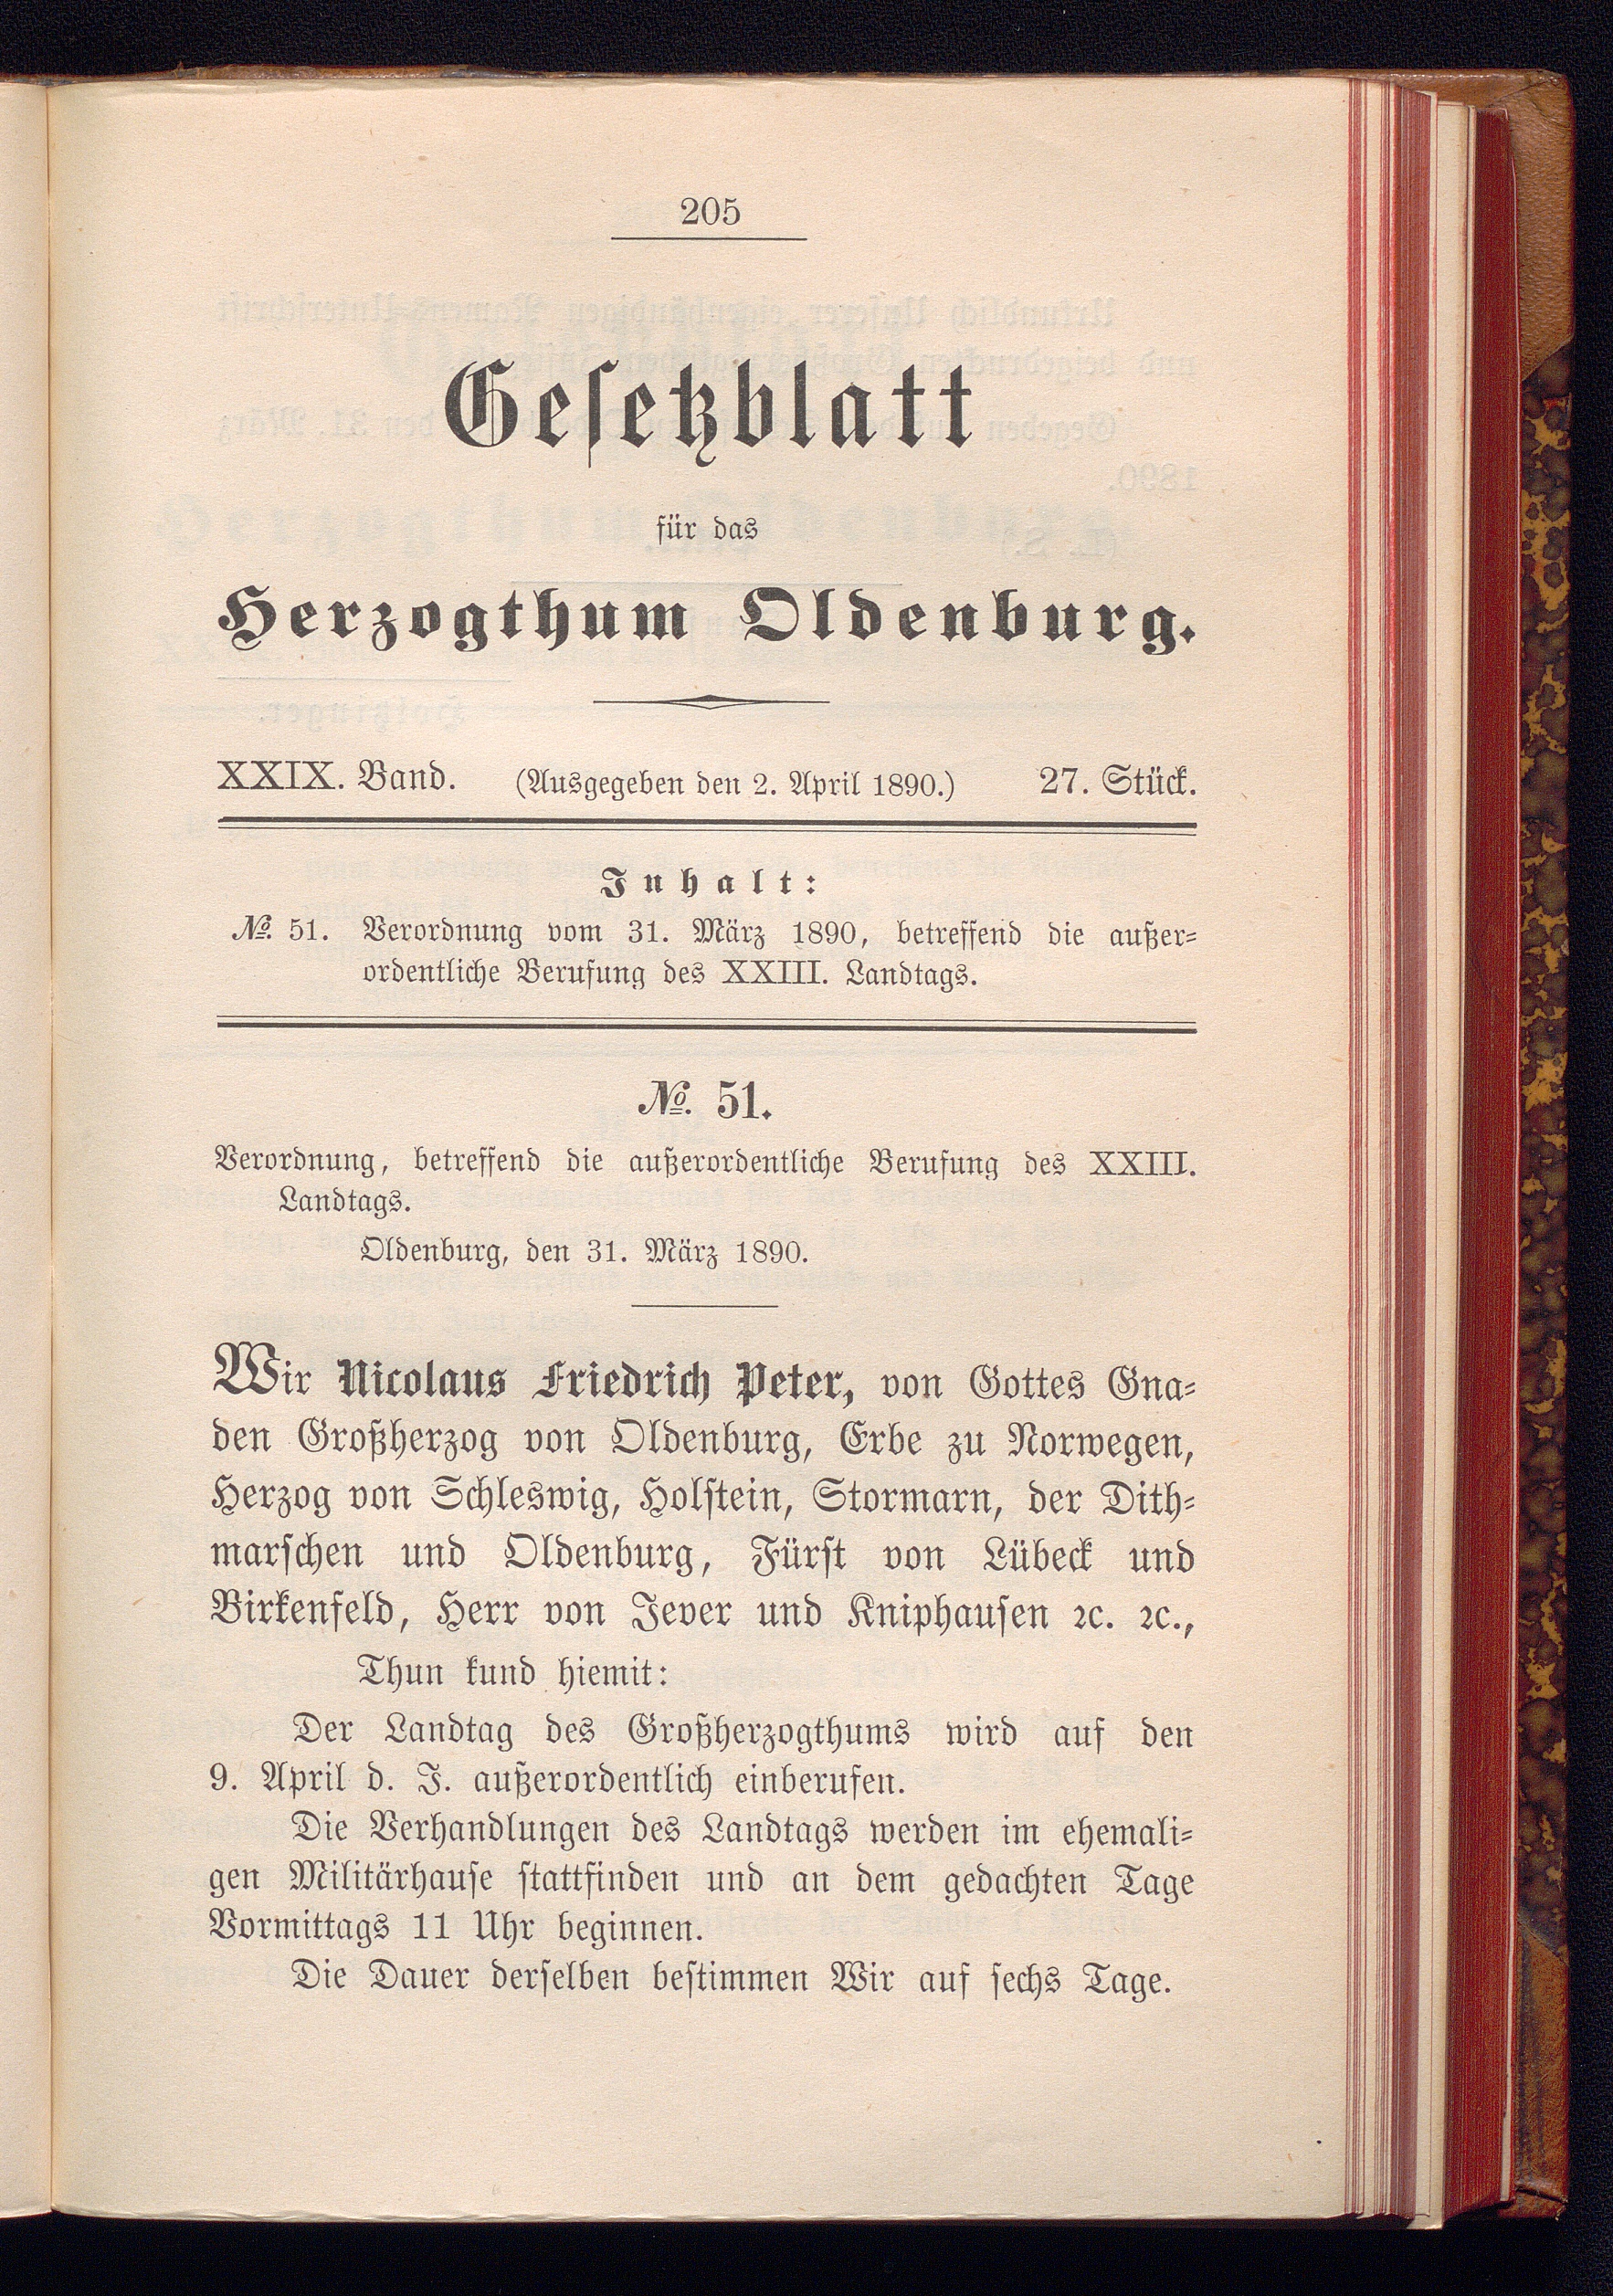 205
Gesetzblatt
für das
Herzogthum Oldenburg.
XXIX. Band. (Ausgegeben den 2. April 1890.) 27. Stück.
Inhalt:
№. 51. Verordnung vom 31. März 1890, betreffend die außer-
ordentliche Berufung des XXIII. Landtags.
№. 51.
Verordnung, betreffend die außerordentliche Berufung des XXIII.
Landtags.
Oldenburg, den 31. März 1890.
Wir Nicolaus Friedrich Peter, von Gottes Gna-
den Großherzog von Oldenburg, Erbe zu Norwegen,
Herzog von Schleswig, Holstein, Stormarn, der Dith-
marschen und Oldenburg, Fürst von Lübeck und
Birkenfeld, Herr von Jever und Kniphausen ꝛc. ꝛc.,
Thun kund hiemit:
Der Landtag des Großherzogthums wird auf den
9. April d. J. außerordentlich einberufen.
Die Verhandlungen des Landtags werden im ehemali-
gen Militärhause stattfinden und an dem gedachten Tage
Vormittags 11 Uhr beginnen.
Die Dauer derselben bestimmen Wir auf sechs Tage.